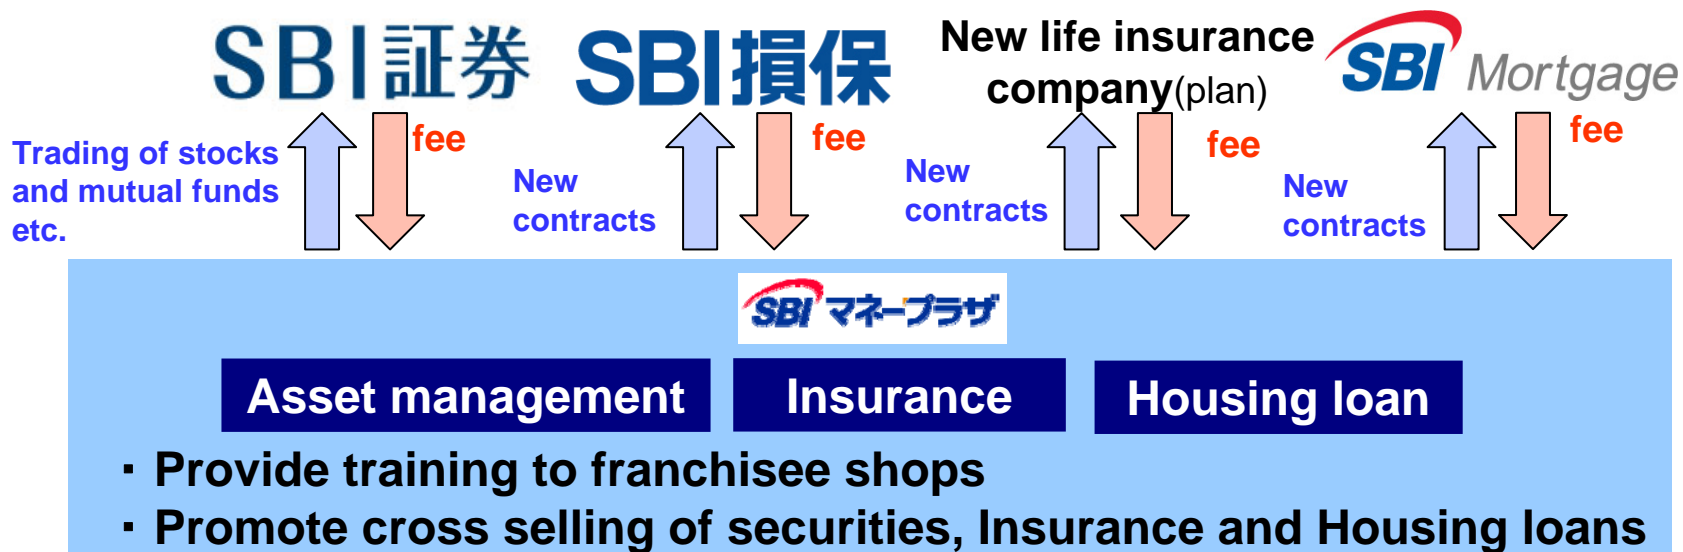 SBI証券
SBI損保
New life insurance
company(plan)
SBI Mortgage
Trading of stocks
and mutual funds
etc.
fee
New
contracts
fee
New
contracts
fee
New
contracts
fee
SBI マネープラザ
Asset management
Insurance
Housing loan
・Provide training to franchisee shops
・Promote cross selling of securities, Insurance and Housing loans